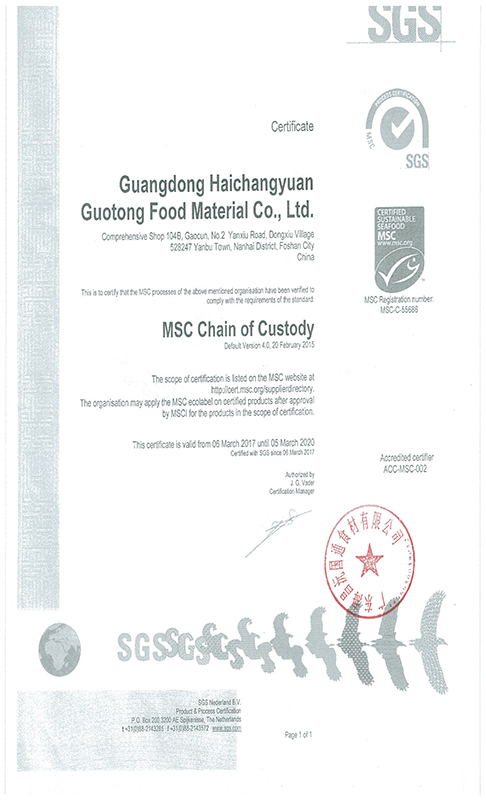 SGS
PROCESS CERTIFICATION
MSC
SGS
Certificate
Guangdong Haichangyuan
Guotong Food Material Co., Ltd.
Comprehensive Shop 104B, Gaocun, No.2 Yanxiu Road, Dongxiu Village
528247 Yanbu Town, Nanhai District, Foshan City
China
CERTIFIED
SUSTAINABLE
SEAFOOD
MSC
www.msc.org
TM
MSC Registration number:
MSC-C-55686
This is to certify that the MSC processes of the above mentioned organisation have been verified to
comply with the requirements of the standard:
MSC Chain of Custody
Default Version 4.0, 20 February 2015
The scope of certification is listed on the MSC website at
http://cert.msc.org/supplierdirectory.
The organisation may apply the MSC ecolabel on certified products after approval
by MSCI for the products in the scope of certification.
This certificate is valid from 06 March 2017 until 05 March 2020
Certified with SGS since 06 March 2017
Accredited certifier
ACC-MSC-002
Authorized by
J. G. Vader
Certification Manager
广东海昌沅国通食材有限公司
SGSSGSGS
SGS Nederland B.V.
Product & Process Certification
P.O. Box 200 3200 AE Spijkenisse, The Netherlands
t +31(0)88-2143265 f +31(0)88-2143572 www.sgs.com
Page 1 of 1